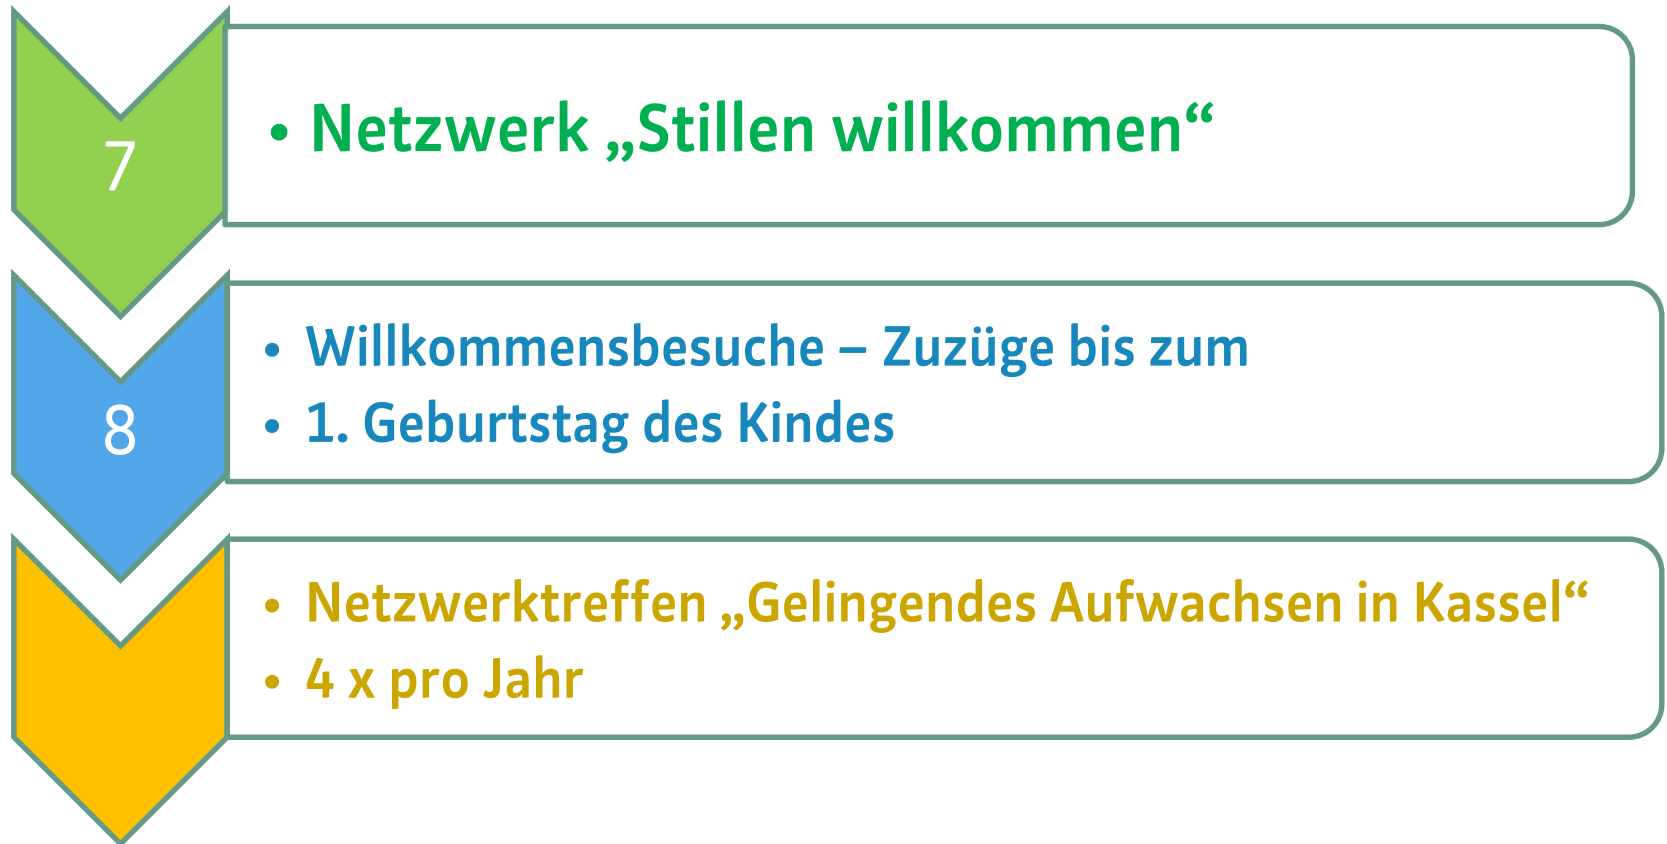 7
• Netzwerk „Stillen willkommen“
8
• Willkommensbesuche – Zuzüge bis zum
• 1. Geburtstag des Kindes
• Netzwerktreffen „Gelingendes Aufwachsen in Kassel“
• 4 x pro Jahr